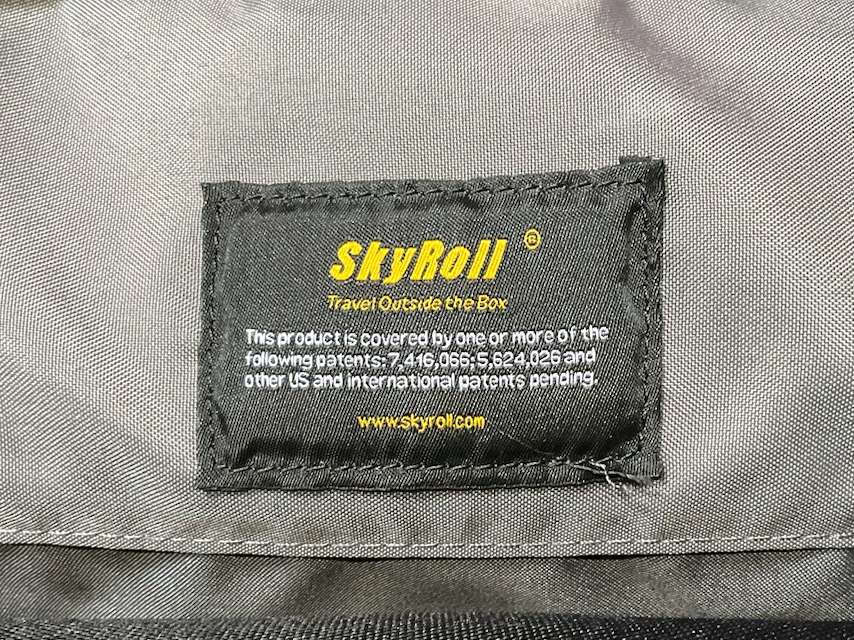 SkyRoll ®
Travel Outside the Box
This product is covered by one or more of the
following patents: 7,416,066; 5,624,026 and
other US and international patents pending.
www.skyroll.com